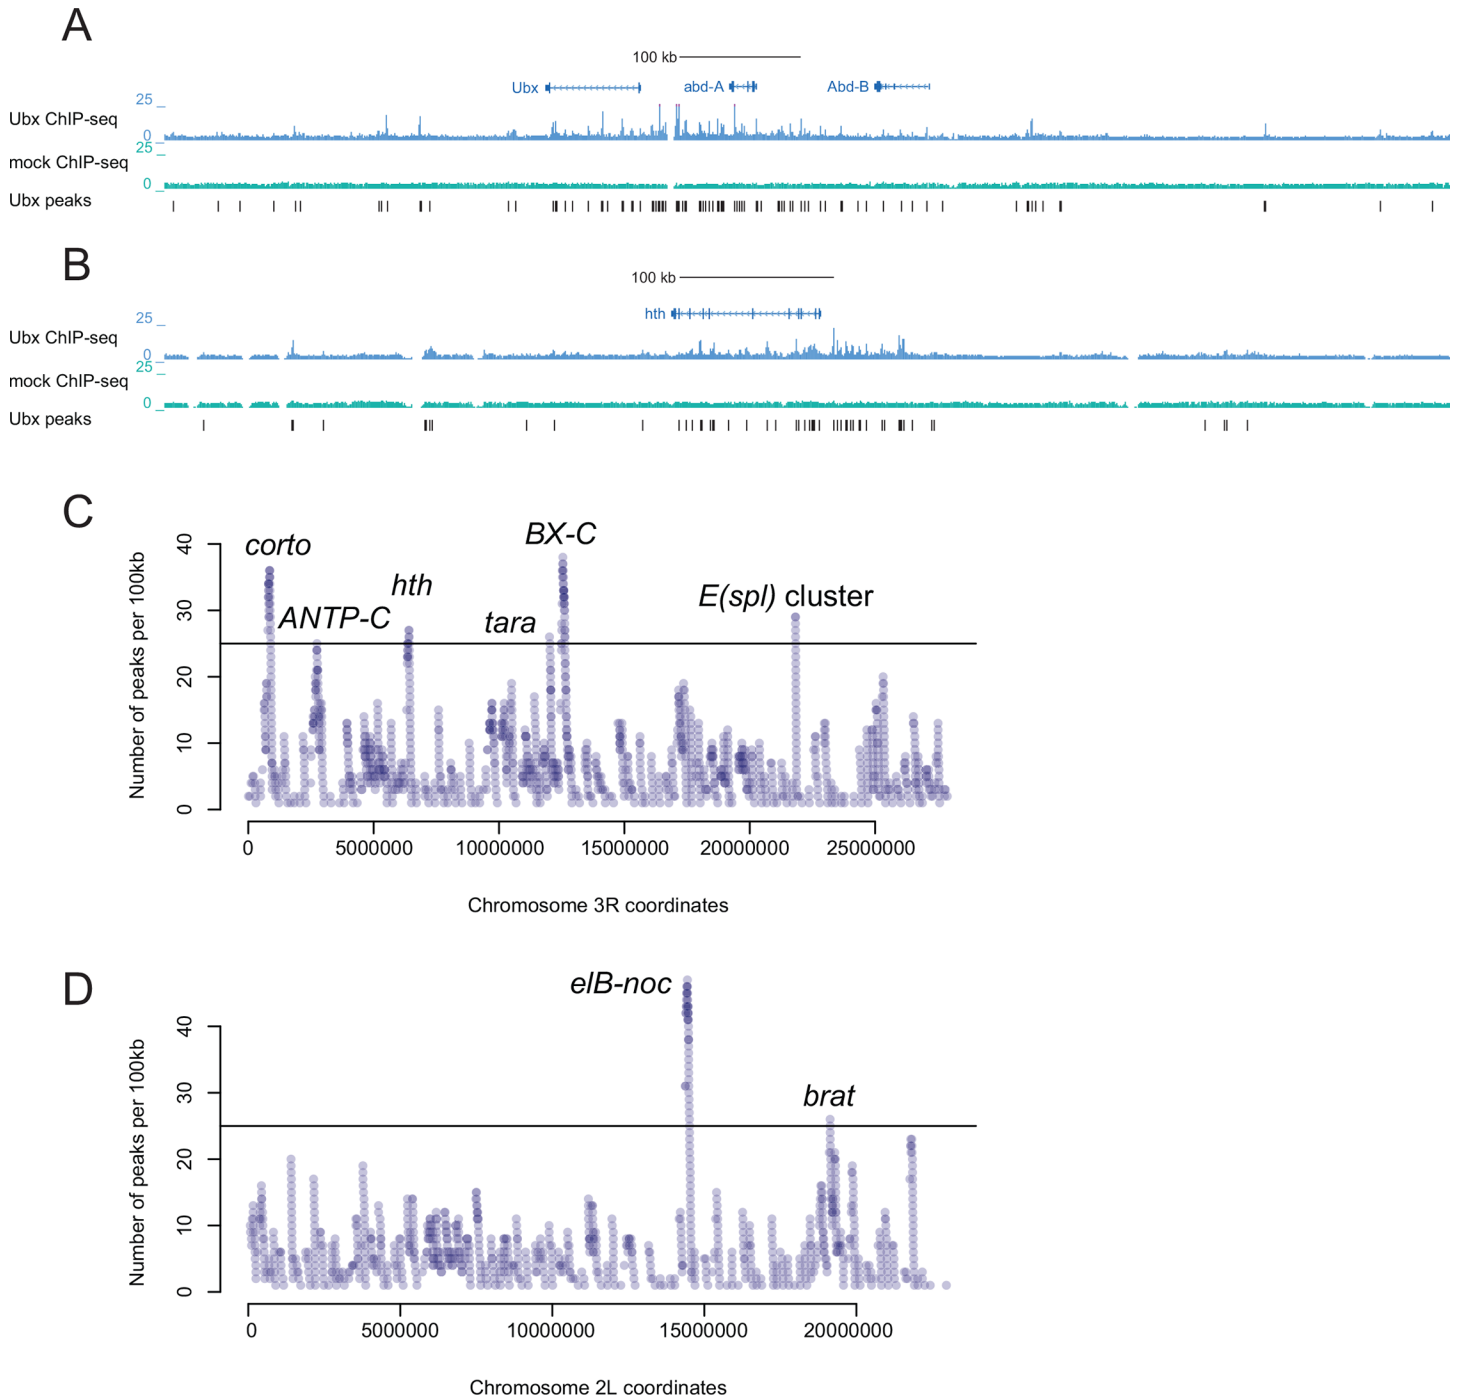 A
100 kb
Ubx
abd-A
Abd-B
25
Ubx ChIP-seq
0
25
mock ChIP-seq
0
Ubx peaks
B
100 kb
hth
25
Ubx ChIP-seq
0
25
mock ChIP-seq
0
Ubx peaks
C
corto
ANTP-C
hth
tara
BX-C
E(spl) cluster
Number of peaks per 100kb
40
30
20
10
0
0 5000000 10000000 15000000 20000000 25000000
Chromosome 3R coordinates
D
elB-noc
brat
Number of peaks per 100kb
40
30
20
10
0
0 5000000 10000000 15000000 20000000
Chromosome 2L coordinates